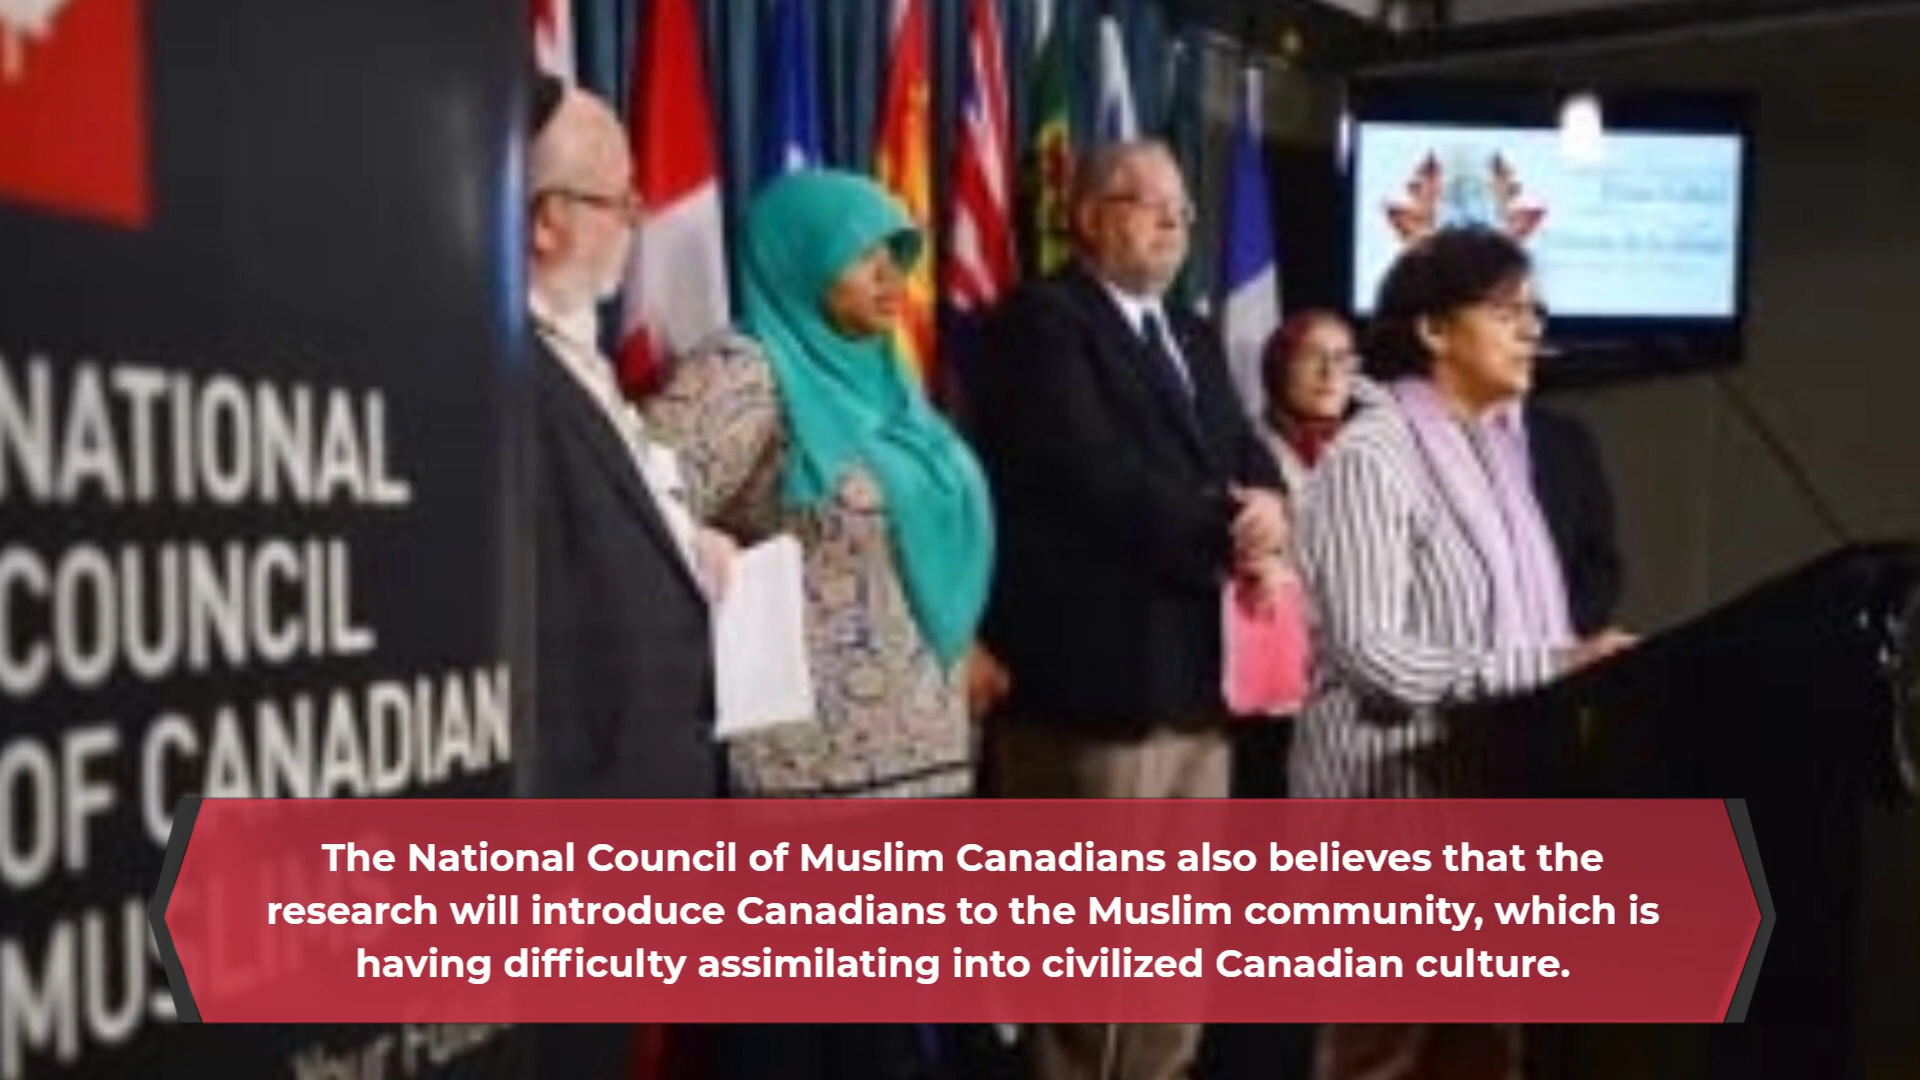 NATIONAL
COUNCIL
OF CANADIAN
MUSLIMS
The National Council of Muslim Canadians also believes that the
research will introduce Canadians to the Muslim community, which is
having difficulty assimilating into civilized Canadian culture.